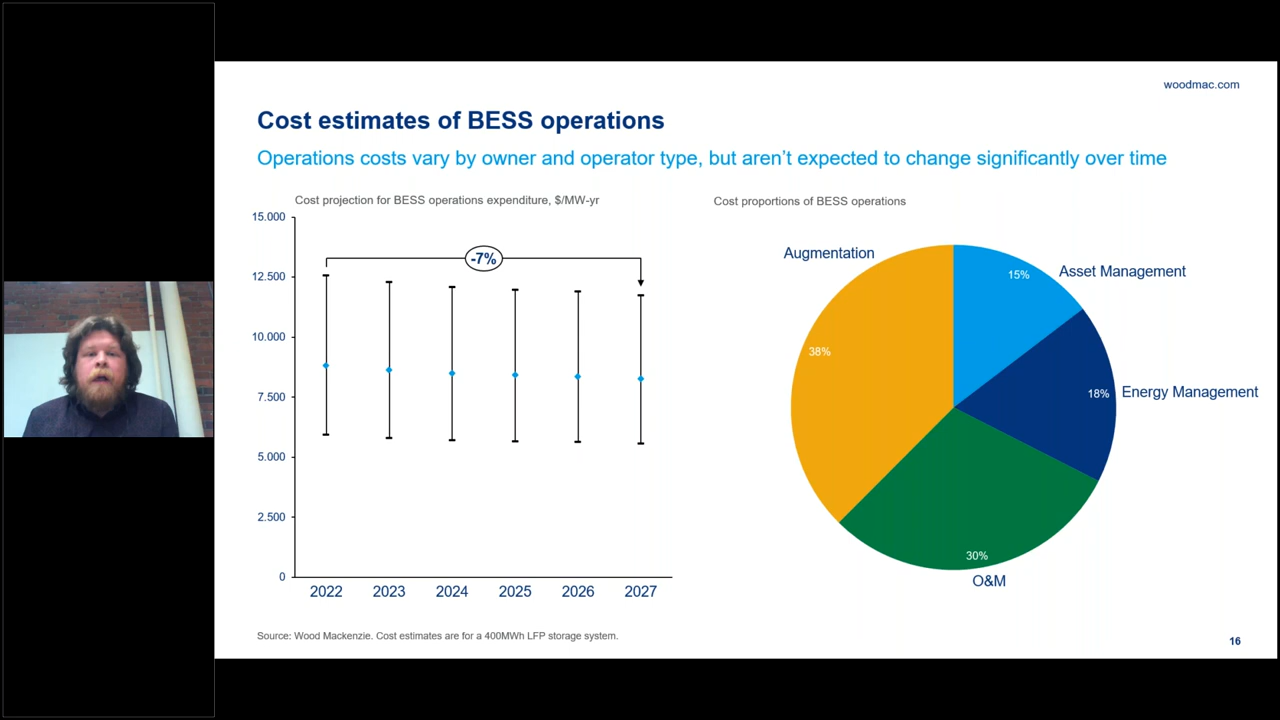 woodmac.com
Cost estimates of BESS operations
Operations costs vary by owner and operator type, but aren’t expected to change significantly over time
Cost projection for BESS operations expenditure, $/MW-yr
15.000
12.500
10.000
7.500
5.000
2.500
0
-7%
2022 2023 2024 2025 2026 2027
Cost proportions of BESS operations
Augmentation
38%
15%
Asset Management
18%
Energy Management
30%
O&M
Source: Wood Mackenzie. Cost estimates are for a 400MWh LFP storage system.
16